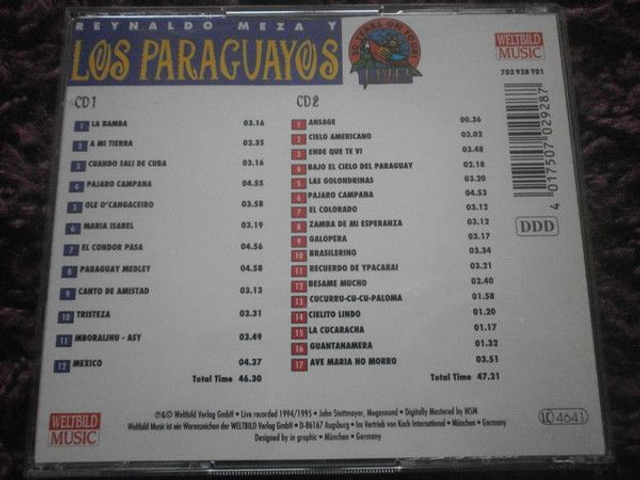 REYNALDO MEZA Y
LOS PARAGUAYOS
30 YEARS ON TOUR!
LIVE!
WELTBILD
MUSIC
703 928 Y01
4 017507 029287
DDD
CD1
1 LA BAMBA 03.16
2 A MI TIERRA 02.35
3 CUANDO SALI DE CUBA 03.16
4 PAJARO CAMPANA 04.55
5 OLE O'CANGACEIRO 03.58
6 MARIA ISABEL 03.19
7 EL CONDOR PASA 04.56
8 PARAGUAY MEDLEY 04.58
9 CANTO DE AMISTAD 03.13
10 TRISTEZA 03.31
11 MBORALIHU - ASY 03.49
12 MEXICO 04.37
Total Time 46.30
CD2
1 ANSAGE 00.36
2 CIELO AMERICANO 03.02
3 ENDE QUE TE VI 03.48
4 BAJO EL CIELO DEL PARAGUAY 02.18
5 LAS GOLONDRINAS 03.20
6 PAJARO CAMPANA 04.53
7 EL COLORADO 03.12
8 ZAMBA DE MI ESPERANZA 03.12
9 GALOPERA 03.17
10 BRASILERINO 03.34
11 RECUERDO DE YPACARAI 03.21
12 BESAME MUCHO 02.40
13 CUCURRU-CU-CU-PALOMA 01.58
14 CIELITO LINDO 01.20
15 LA CUCARACHA 01.17
16 GUANTANAMERA 01.32
17 AVE MARIA NO MORRO 03.51
Total Time 47.21
WELTBILD
MUSIC
℗&© Weltbild Verlag GmbH • Live recorded 1994/1995 • John Stettmayer, Megasound • Digitally Mastered by MSM
Weltbild Music ist ein Warenzeichen der WELTBILD Verlag GmbH • D-86167 Augsburg • Im Vertrieb von Koch International • München • Germany
Designed by in graphic • München • Germany
LC 4641